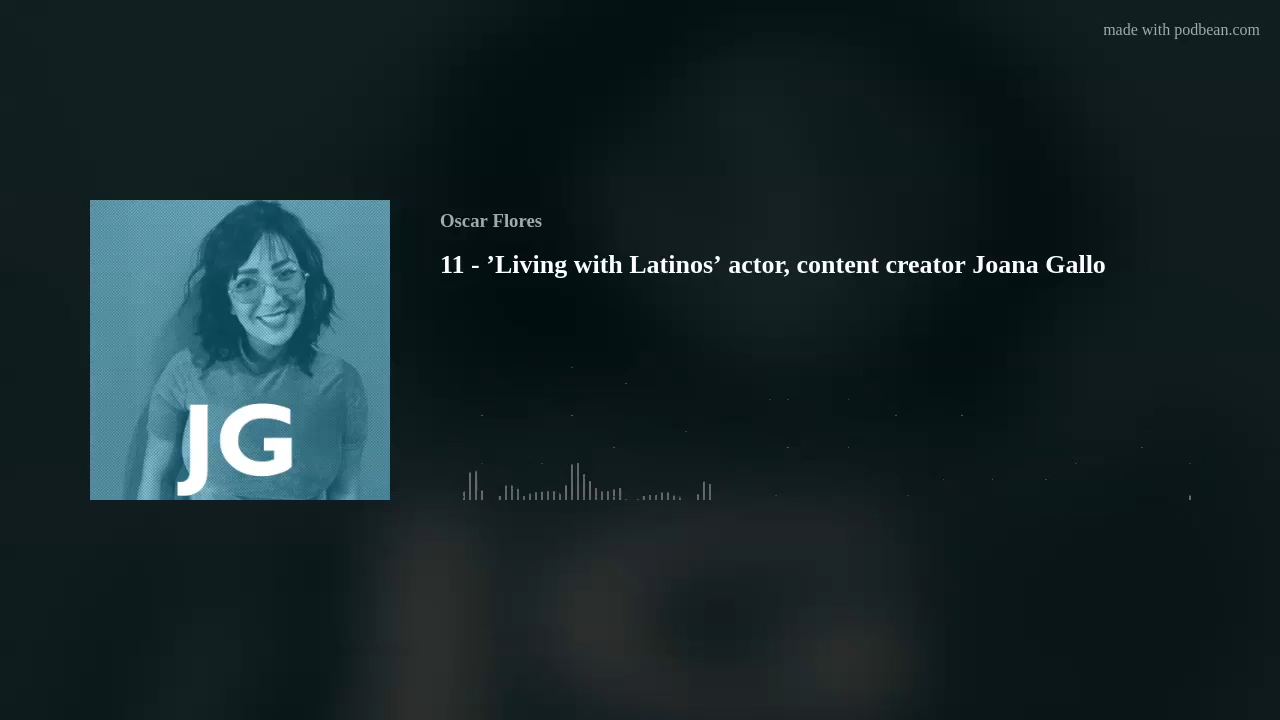 made with podbean.com
Oscar Flores
11 - ’Living with Latinos’ actor, content creator Joana Gallo
JG